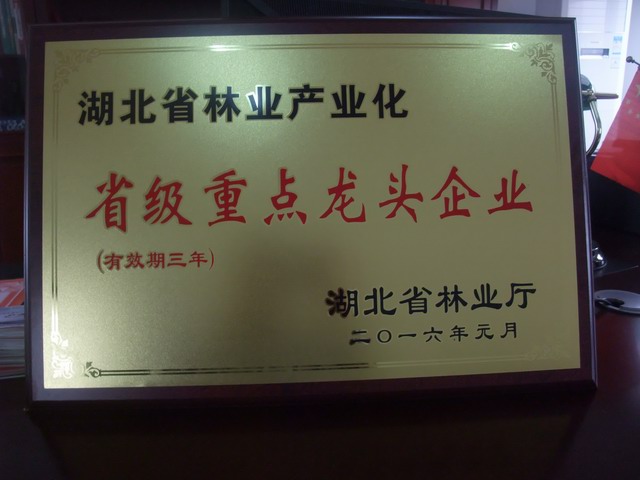 湖北省林业产业化
省级重点龙头企业
(有效期三年)
湖北省林业厅
二〇一六年元月